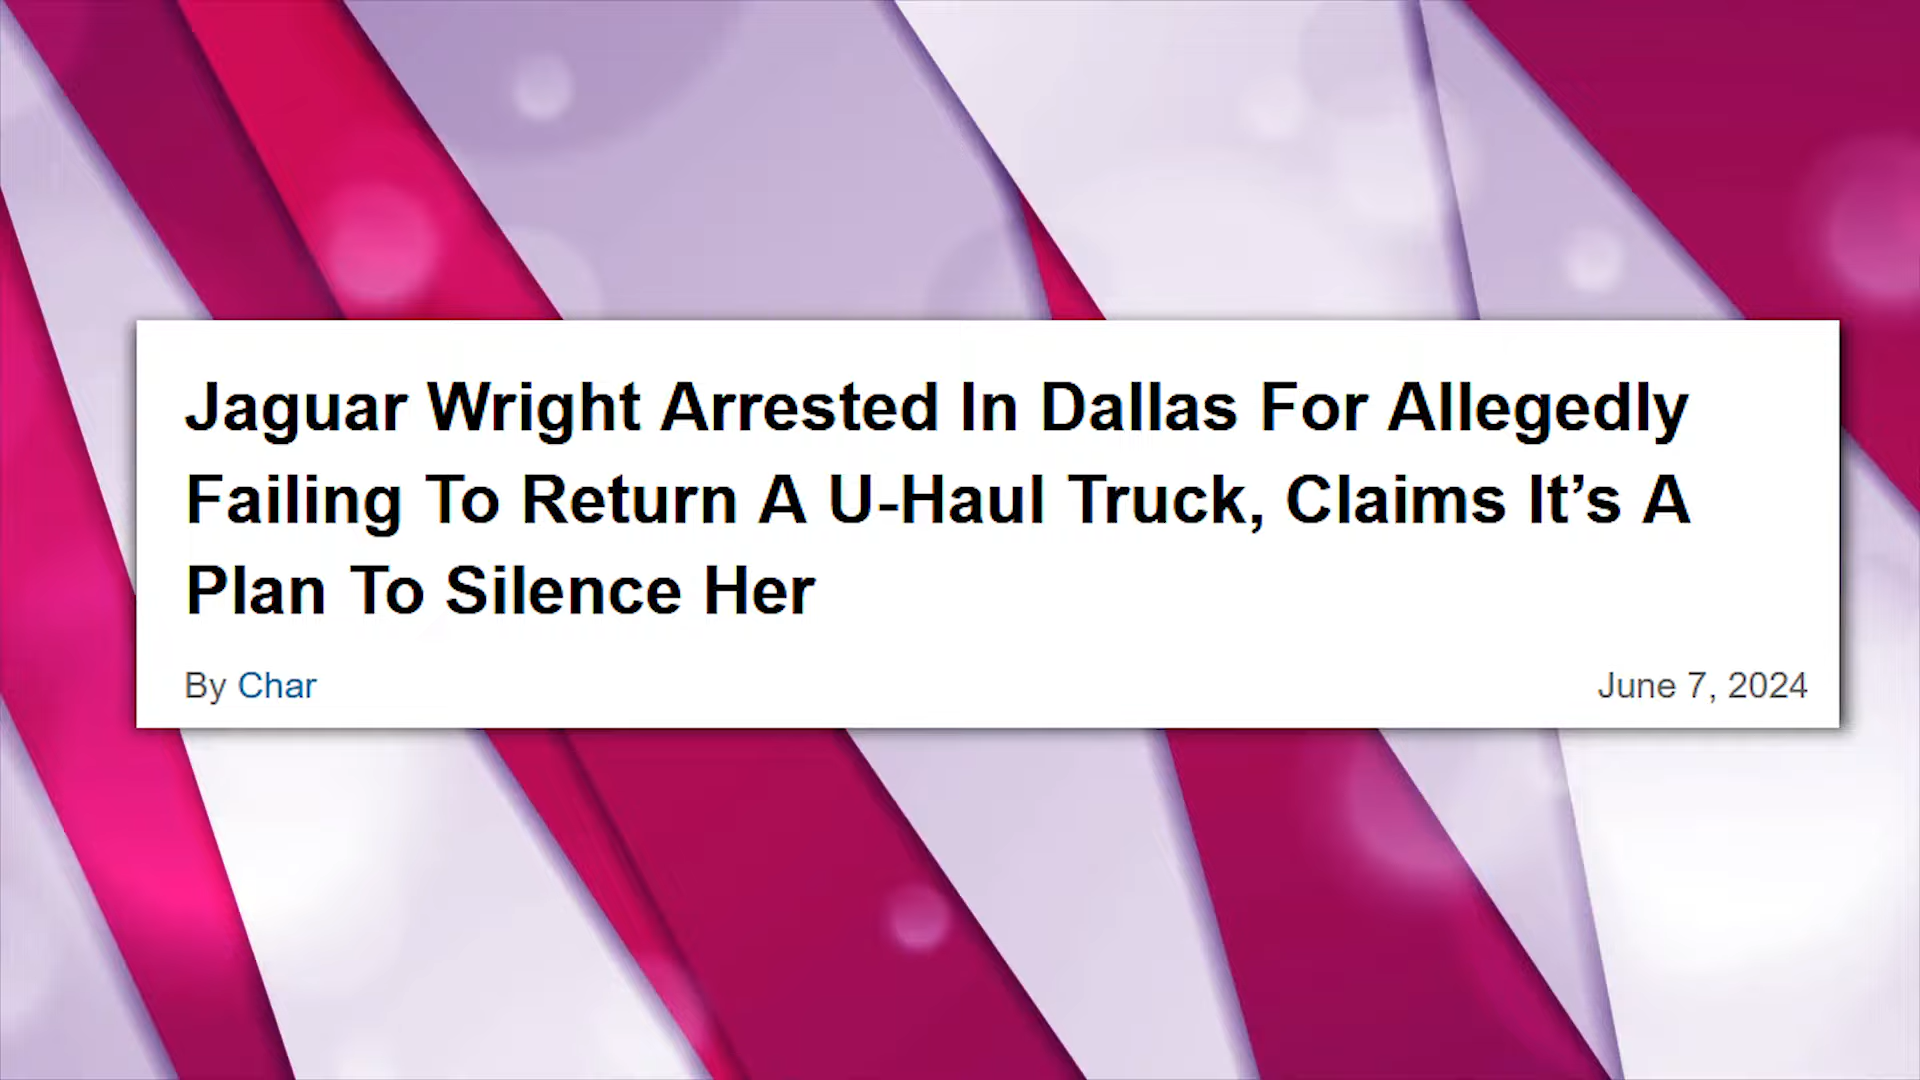 Jaguar Wright Arrested In Dallas For Allegedly
Failing To Return A U-Haul Truck, Claims It’s A
Plan To Silence Her
By Char
June 7, 2024